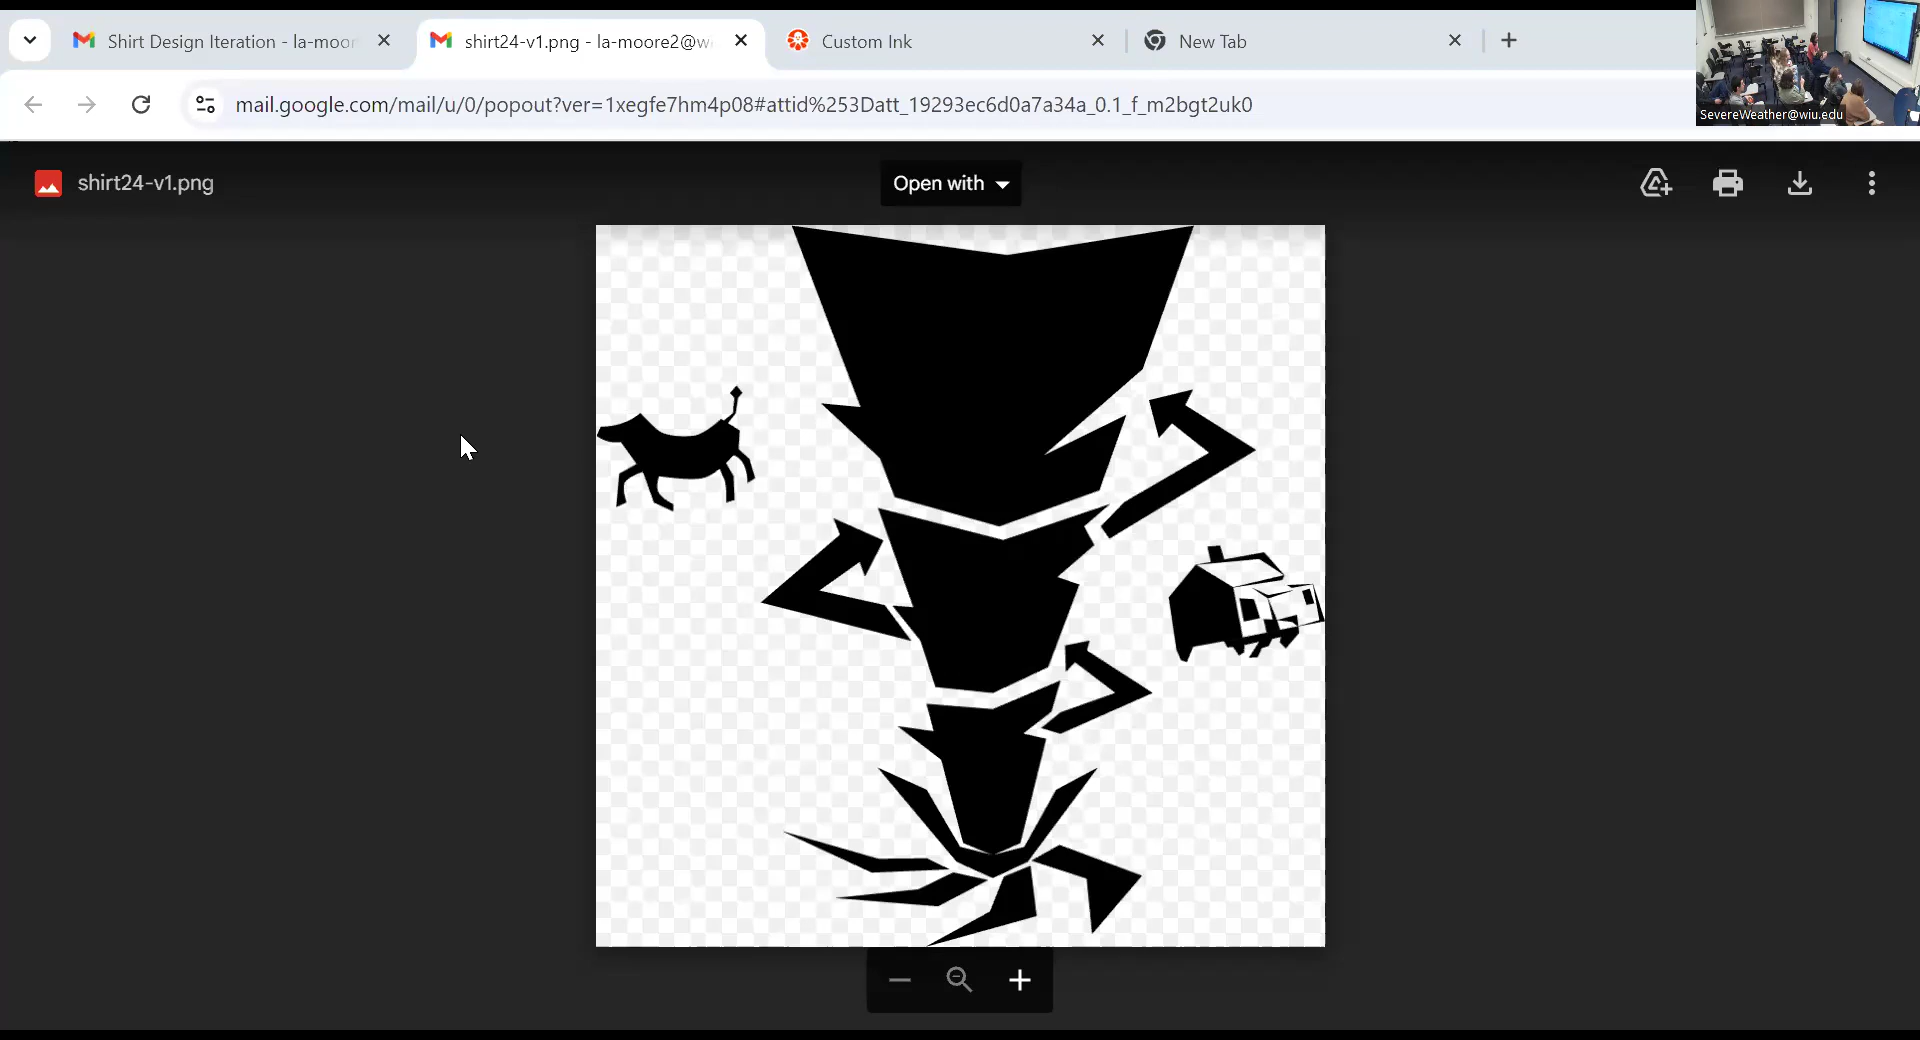 Shirt Design Iteration - la-moor
shirt24-v1.png - la-moore2@w
Custom Ink
New Tab
mail.google.com/mail/u/0/popout?ver=1xegfe7hm4p08#attid%253Datt_19293ec6d0a7a34a_0.1_f_m2bgt2uk0
SevereWeather@wiu.edu
shirt24-v1.png
Open with